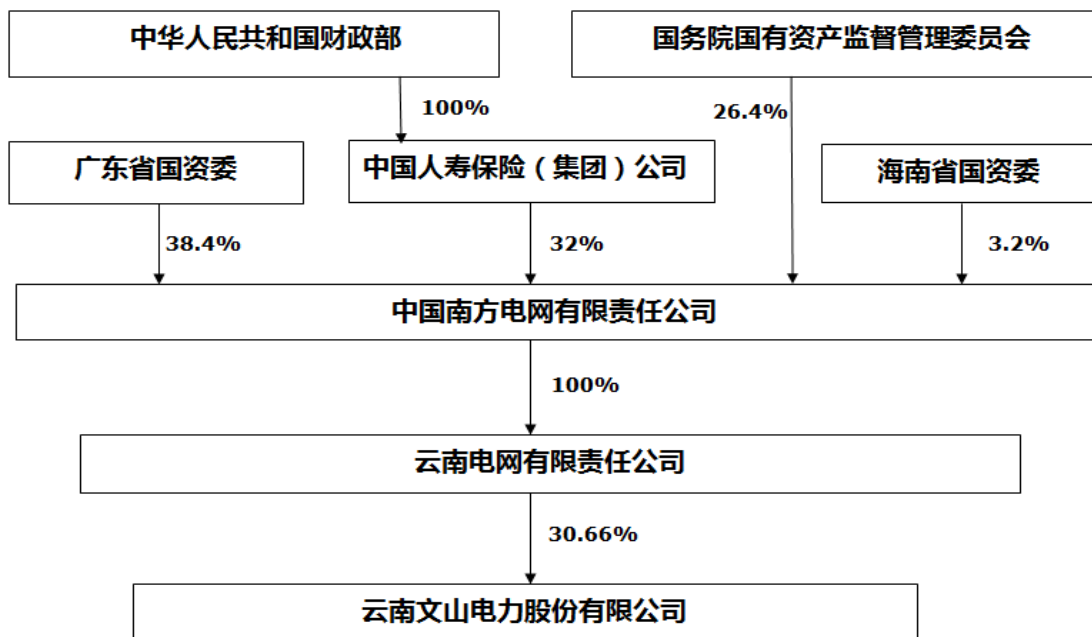 中华人民共和国财政部
国务院国有资产监督管理委员会
100%
26.4%
广东省国资委
中国人寿保险（集团）公司
海南省国资委
38.4%
32%
3.2%
中国南方电网有限责任公司
100%
云南电网有限责任公司
30.66%
云南文山电力股份有限公司